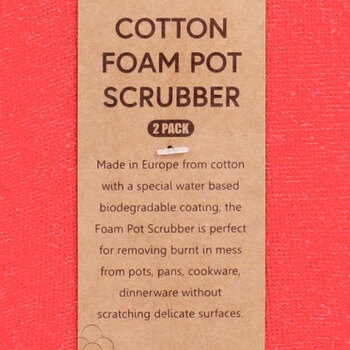 COTTON
FOAM POT
SCRUBBER
2 PACK
Made in Europe from cotton
with a special water based
biodegradable coating, the
Foam Pot Scrubber is perfect
for removing burnt in mess
from pots, pans, cookware,
dinnerware without
scratching delicate surfaces.